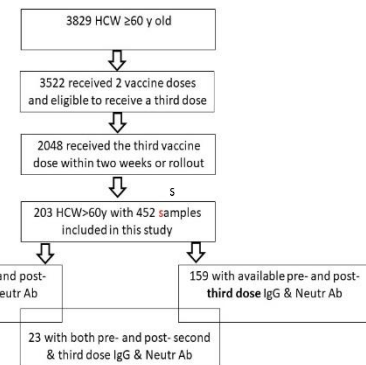 3829 HCW ≥60 y old
3522 received 2 vaccine doses
and eligible to receive a third dose
2048 received the third vaccine
dose within two weeks or rollout
s
203 HCW>60y with 452 samples
included in this study
and post-
eutr Ab
159 with available pre- and post-
third dose IgG & Neutr Ab
23 with both pre- and post- second
& third dose IgG & Neutr Ab